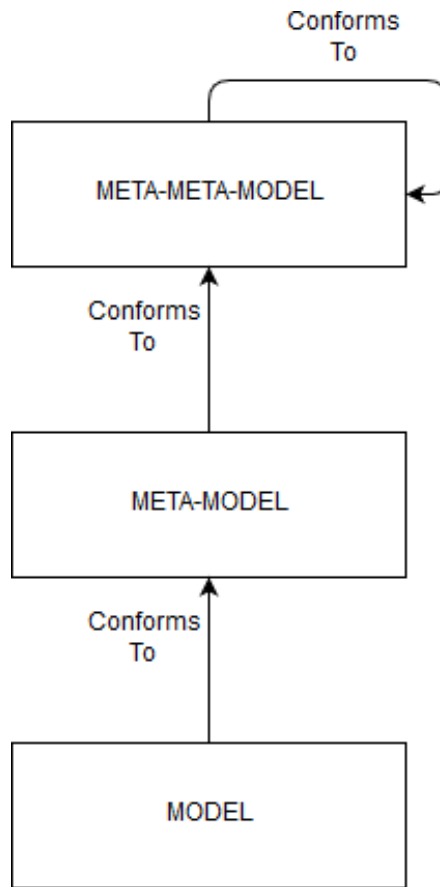 Conforms
To
META-META-MODEL
Conforms
To
META-MODEL
Conforms
To
MODEL